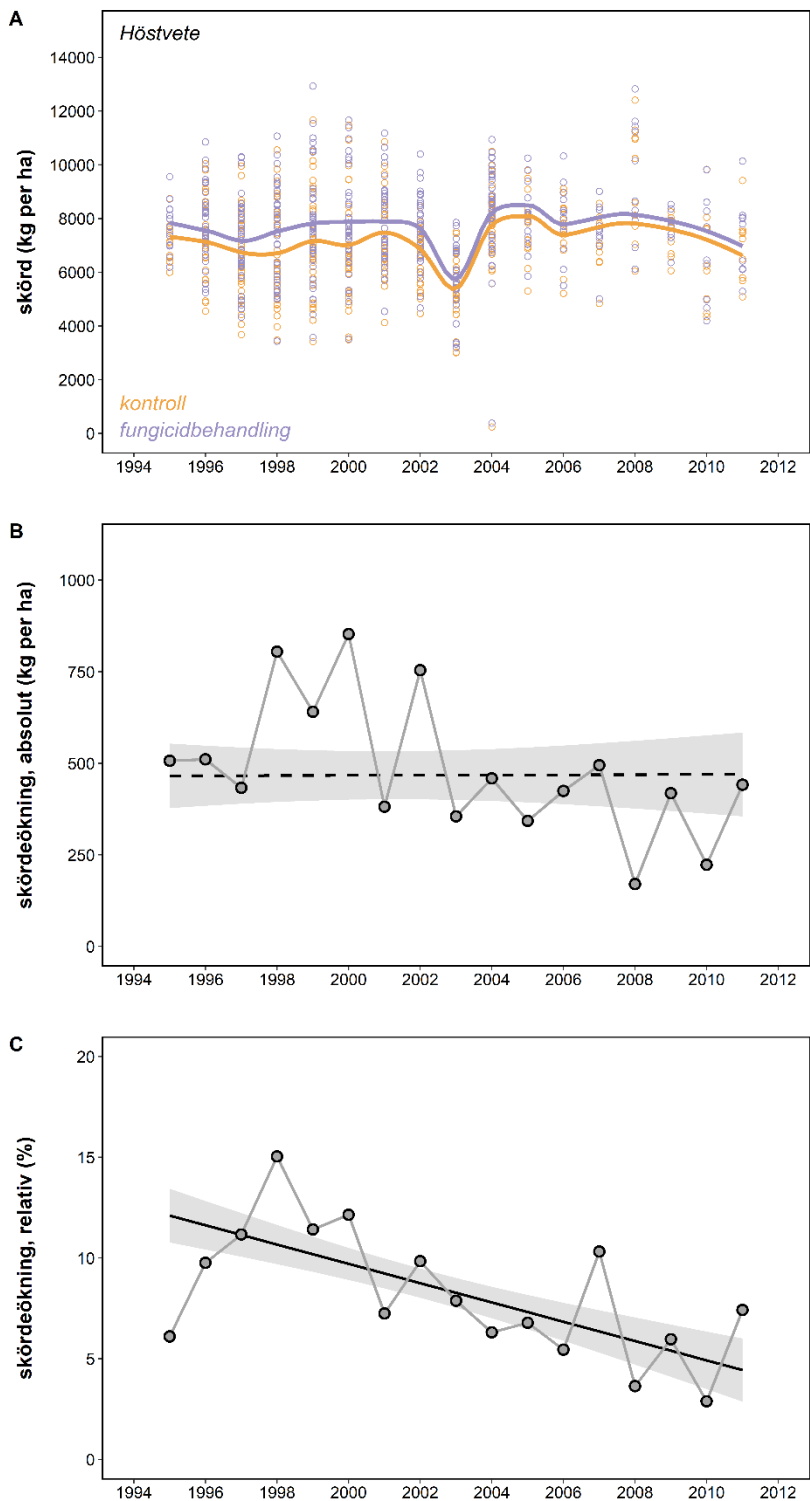 A
Höstvete
skörd (kg per ha)
14000
12000
10000
8000
6000
4000
2000
0
kontroll
fungicidbehandling
1994 1996 1998 2000 2002 2004 2006 2008 2010 2012
B
skördeökning, absolut (kg per ha)
1000
750
500
250
0
1994 1996 1998 2000 2002 2004 2006 2008 2010 2012
C
skördeökning, relativ (%)
20
15
10
5
0
1994 1996 1998 2000 2002 2004 2006 2008 2010 2012